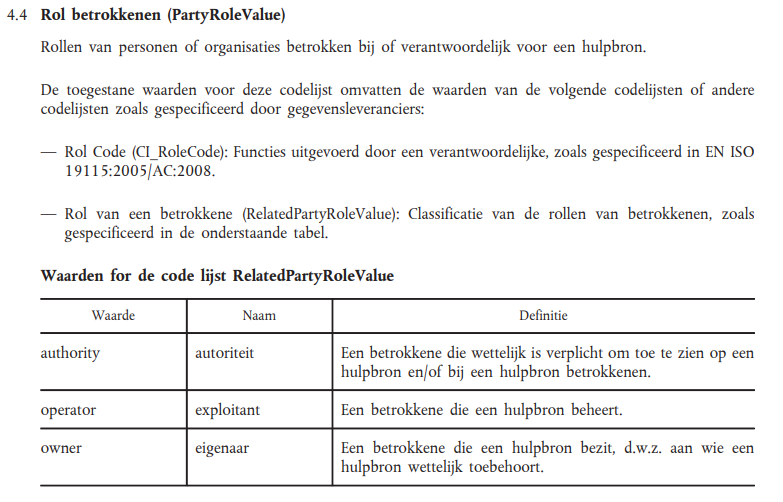 4.4 Rol betrokkenen (PartyRoleValue)
Rollen van personen of organisaties betrokken bij of verantwoordelijk voor een hulpbron.
De toegestane waarden voor deze codelijst omvatten de waarden van de volgende codelijsten of andere
codelijsten zoals gespecificeerd door gegevensleveranciers:
— Rol Code (CI_RoleCode): Functies uitgevoerd door een verantwoordelijke, zoals gespecificeerd in EN ISO
19115:2005/AC:2008.
— Rol van een betrokkene (RelatedPartyRoleValue): Classificatie van de rollen van betrokkenen, zoals
gespecificeerd in de onderstaande tabel.
Waarden for de code lijst RelatedPartyRoleValue
Waarde Naam Definitie
authority autoriteit Een betrokkene die wettelijk is verplicht om toe te zien op een
hulpbron en/of bij een hulpbron betrokkenen.
operator exploitant Een betrokkene die een hulpbron beheert.
owner eigenaar Een betrokkene die een hulpbron bezit, d.w.z. aan wie een
hulpbron wettelijk toebehoort.